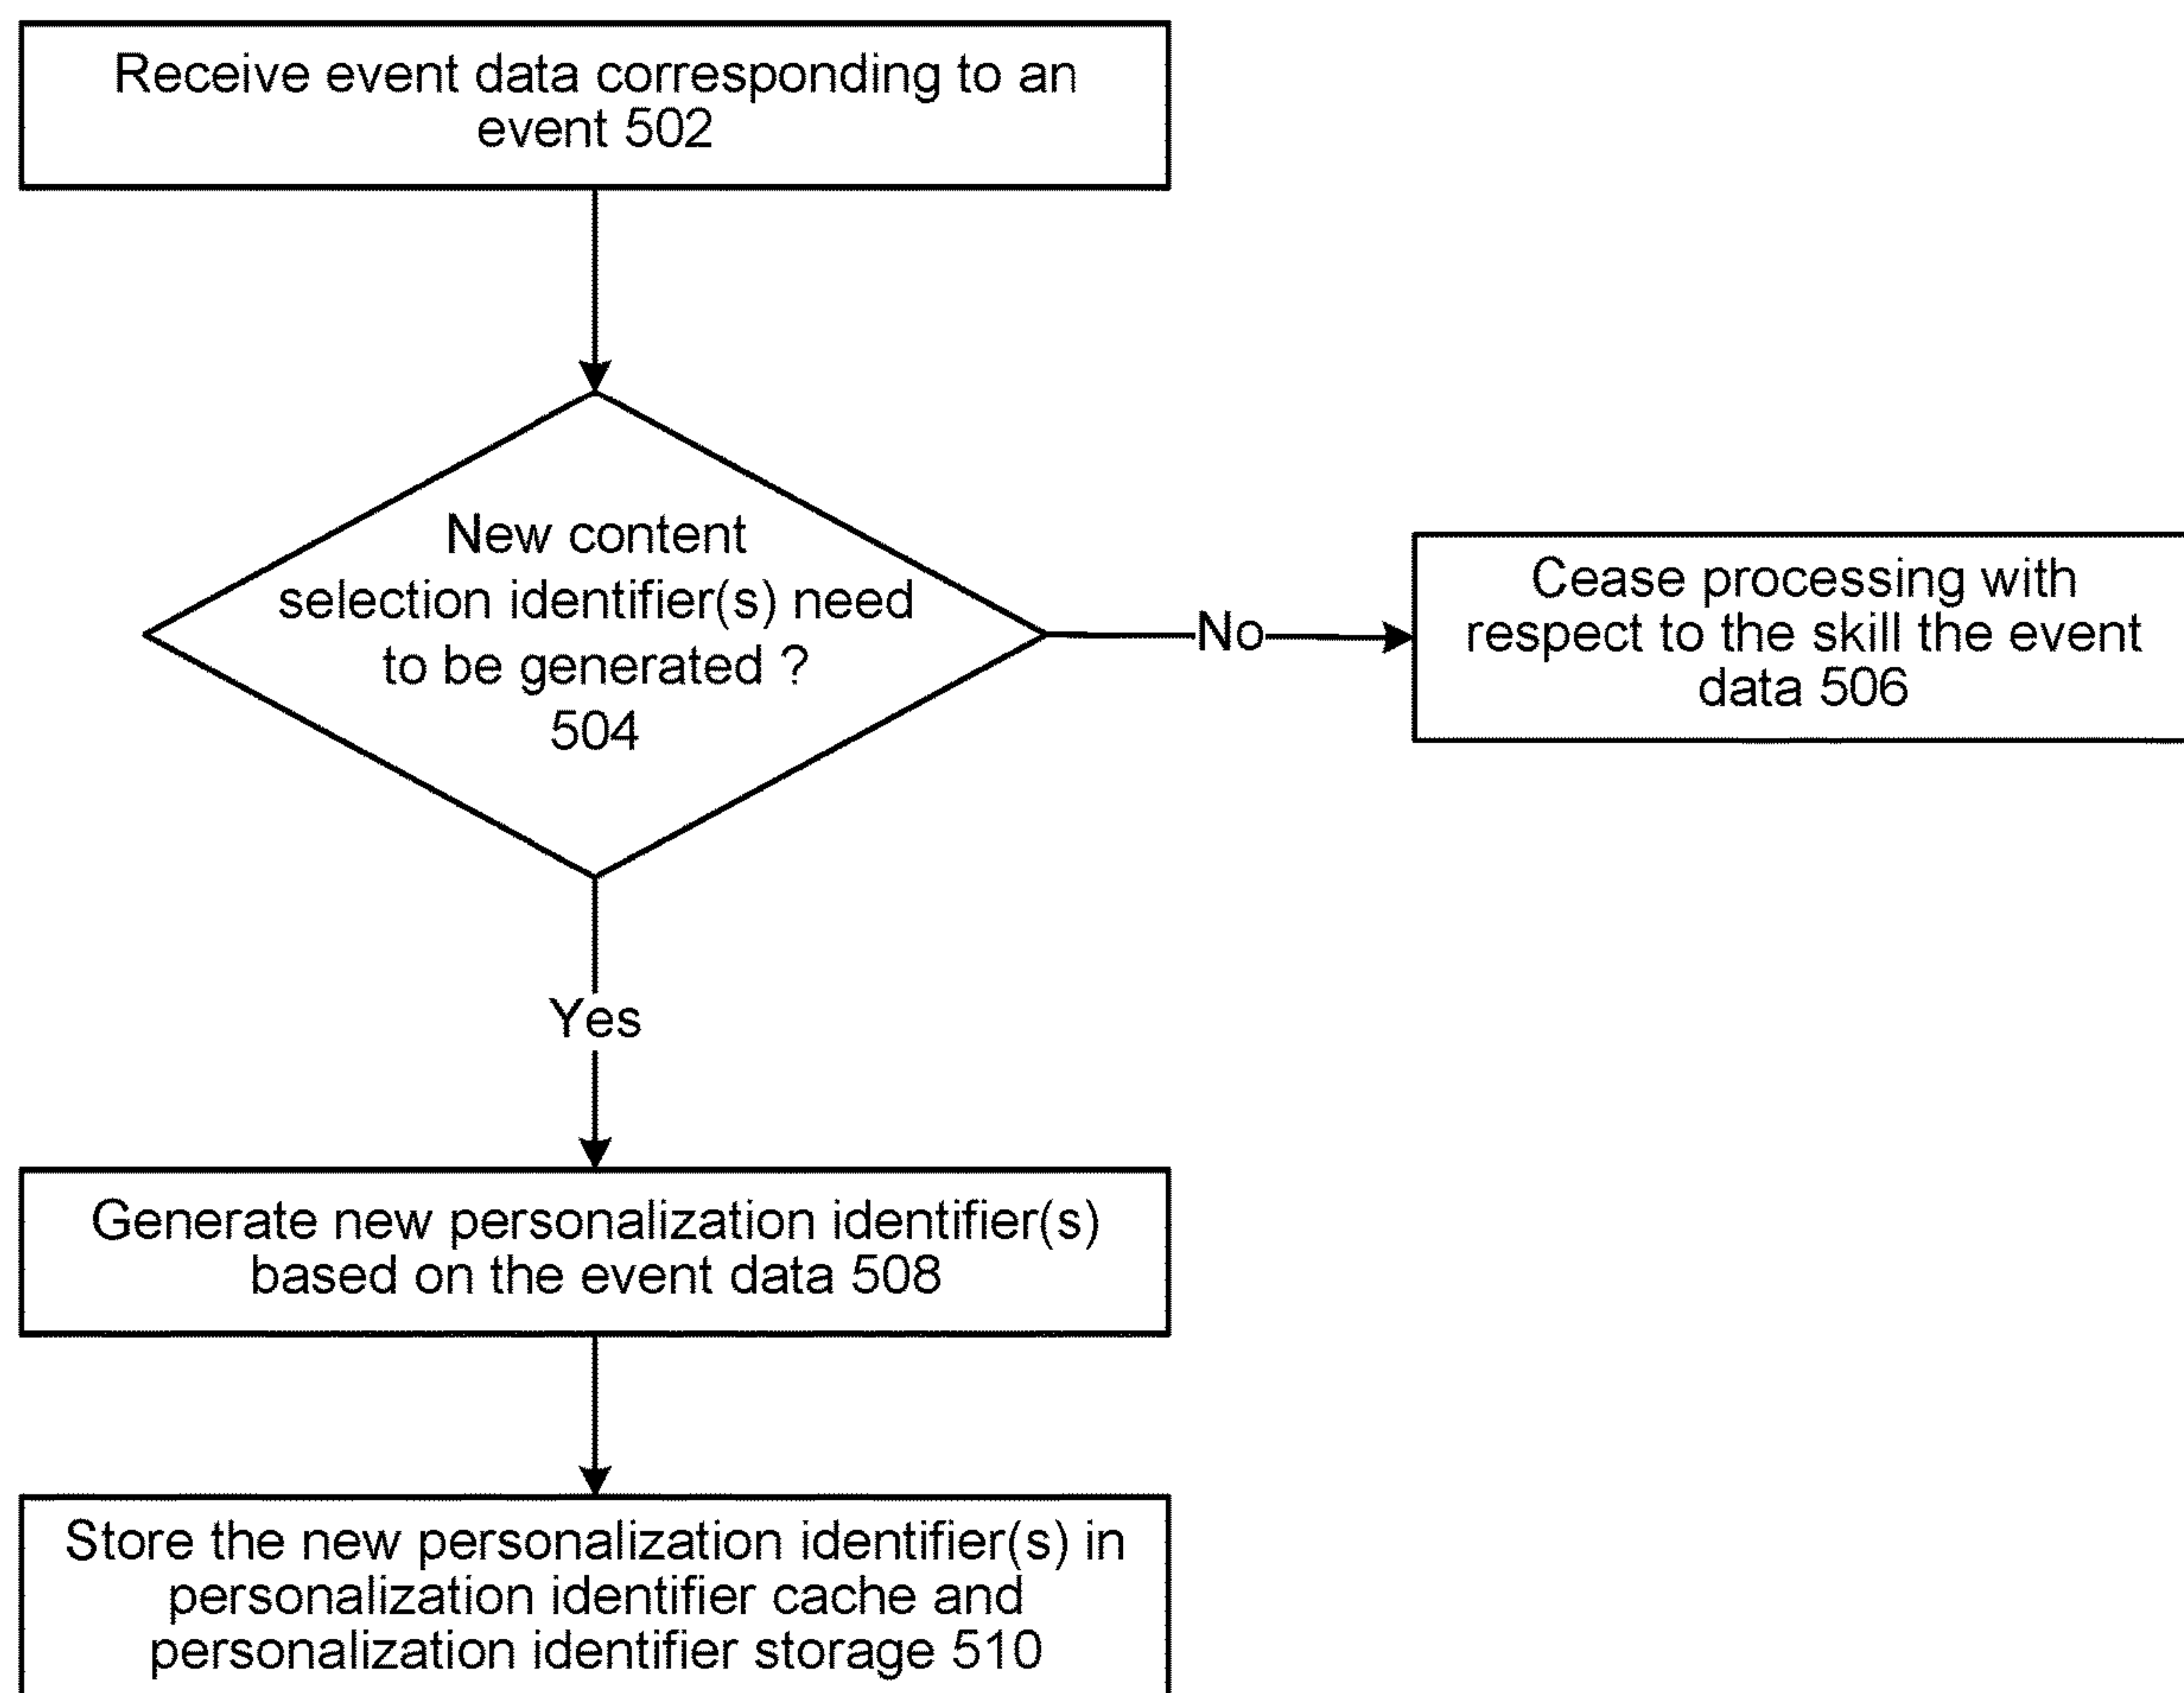 Receive event data corresponding to an
event 502
New content
selection identifier(s) need
to be generated ?
504
No
Cease processing with
respect to the skill the event
data 506
Yes
Generate new personalization identifier(s)
based on the event data 508
Store the new personalization identifier(s) in
personalization identifier cache and
personalization identifier storage 510